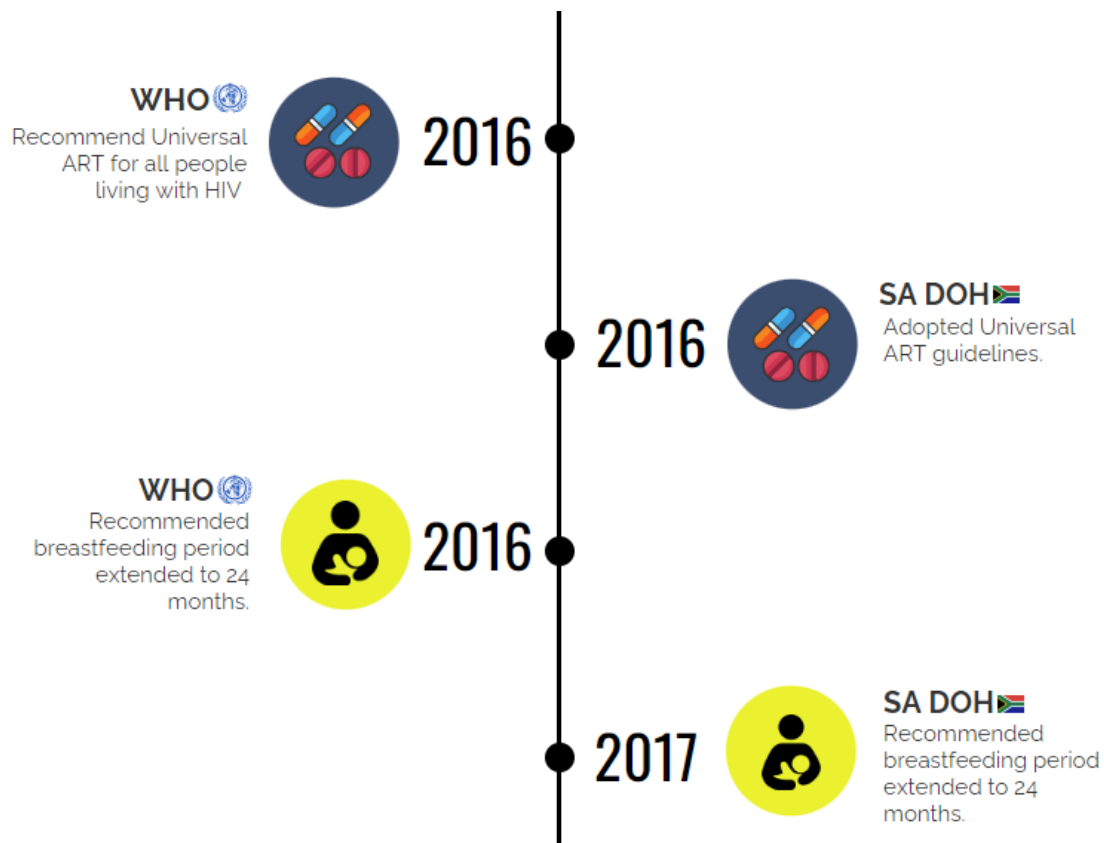 WHO
Recommend Universal
ART for all people
living with HIV
2016
2016
SA DOH
Adopted Universal
ART guidelines.
WHO
Recommended
breastfeeding period
extended to 24
months.
2016
2017
SA DOH
Recommended
breastfeeding period
extended to 24
months.